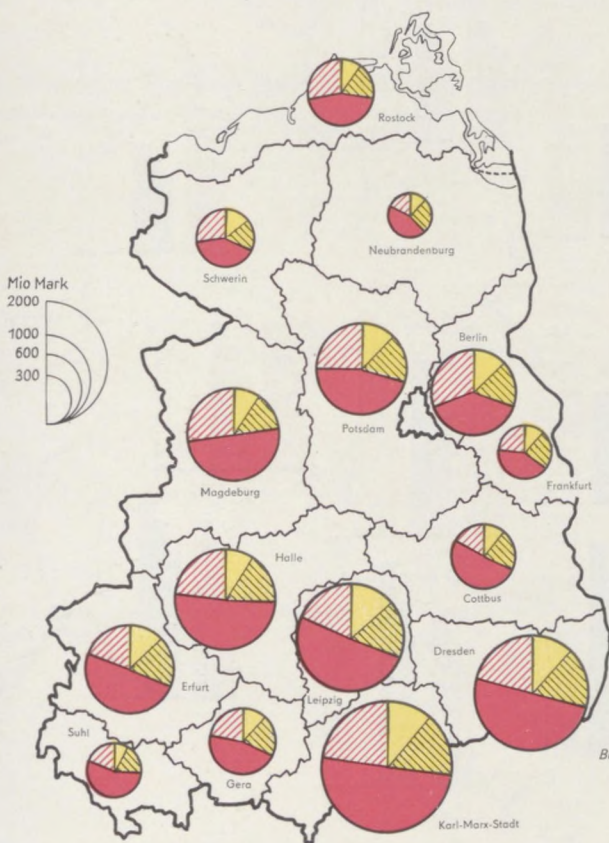 Rostock
Neubrandenburg
Schwerin
Mio Mark
2000
1000
600
300
Berlin
Potsdam
Frankfurt
Magdeburg
Halle
Cottbus
Dresden
Leipzig
Erfurt
Suhl
Gera
Karl-Marx-Stadt